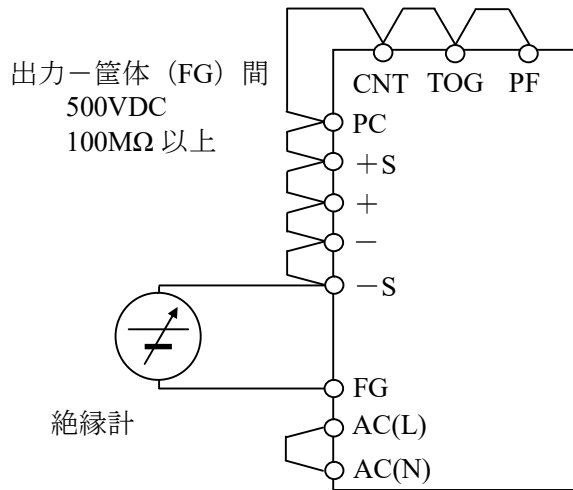 出力－筐体（FG）間
500VDC
100MΩ 以上
CNT TOG PF
PC
＋S
＋
－
－S
FG
AC(L)
AC(N)
絶縁計